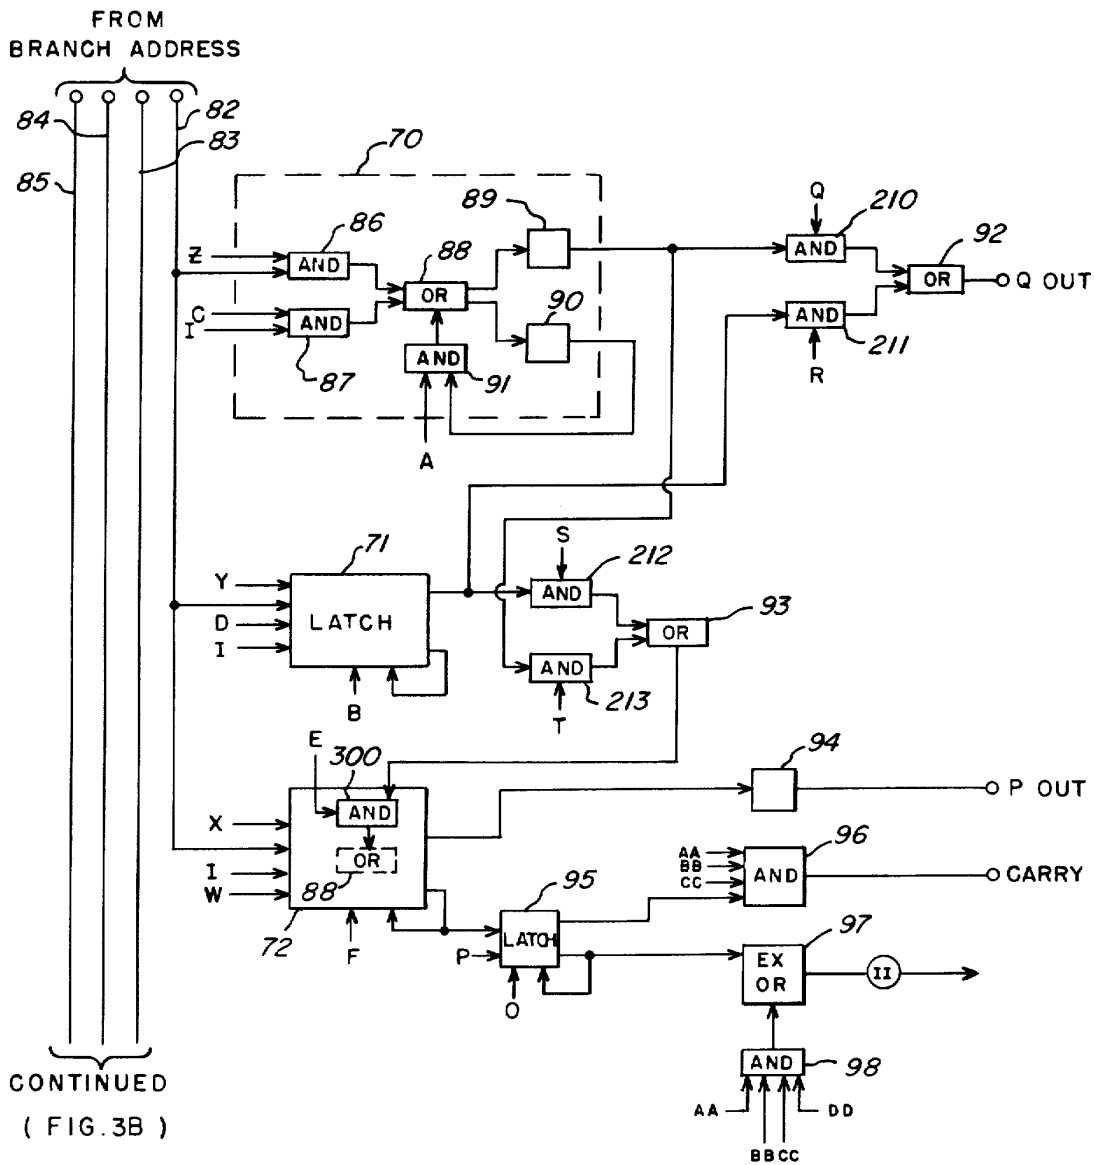 FROM
BRANCH ADDRESS
82
84
83
85
70
89
86
88
90
87
91
Z
C
I
AND
AND
OR
AND
A
Q
210
AND
92
OR
Q OUT
AND
211
R
71
Y
D
I
LATCH
B
S
212
AND
93
OR
AND
213
T
E
300
AND
OR
88
X
I
W
72
F
94
P OUT
95
LATCH
P
O
AA
BB
CC
AND
96
CARRY
97
EX
OR
II
AND
98
AA
DD
BB CC
CONTINUED
( FIG. 3B )